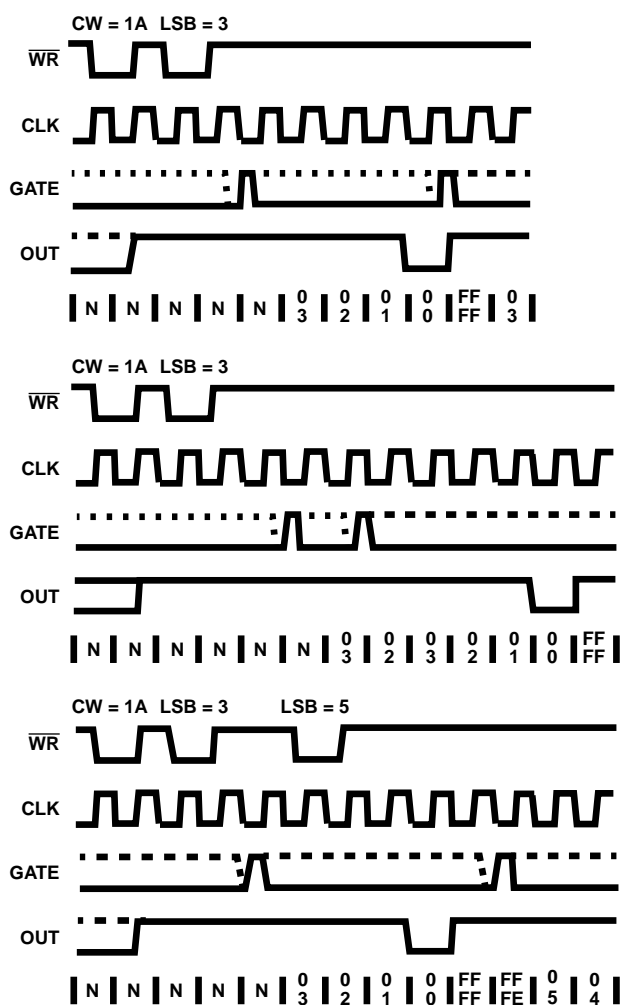 CW = 1A LSB = 3
WR
CLK
GATE
OUT
N N N N N 0 0 0 0 FF 0
3 2 1 0 FF 3
CW = 1A LSB = 3
WR
CLK
GATE
OUT
N N N N N N 0 0 0 0 0 0 FF
3 2 3 2 1 0 FF
CW = 1A LSB = 3 LSB = 5
WR
CLK
GATE
OUT
N N N N N 0 0 0 0 FF FF 0 0
3 2 1 0 FF FE 5 4